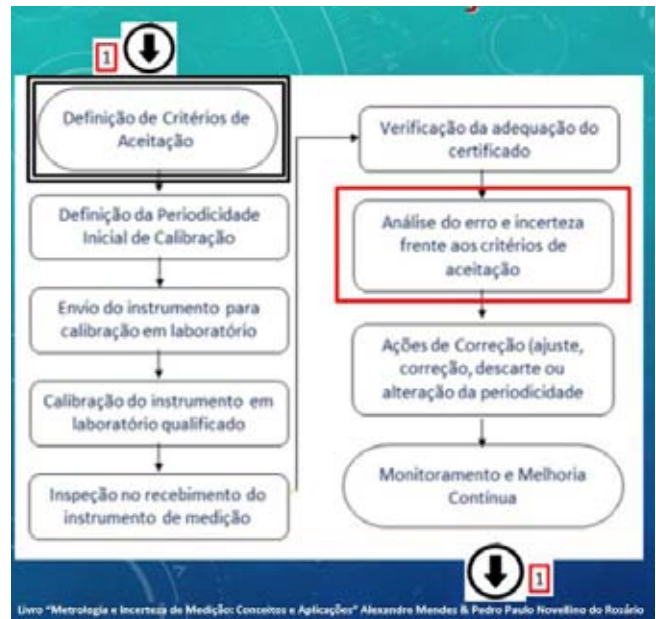 1
Definição de Critérios de
Aceitação
Definição da Periodicidade
Inicial de Calibração
Envio do instrumento para
calibração em laboratório
Calibração do instrumento em
laboratório qualificado
Inspeção no recebimento do
instrumento de medição
Verificação da adequação do
certificado
Análise do erro e incerteza
frente aos critérios de
aceitação
Ações de Correção (ajuste,
correção, descarte ou
alteração da periodicidade
Monitoramento e Melhoria
Contínua
1
Livro "Metrologia e Incerteza de Medição: Conceitos e Aplicações" Alexandre Mendes & Pedro Paulo Novellino do Rosário